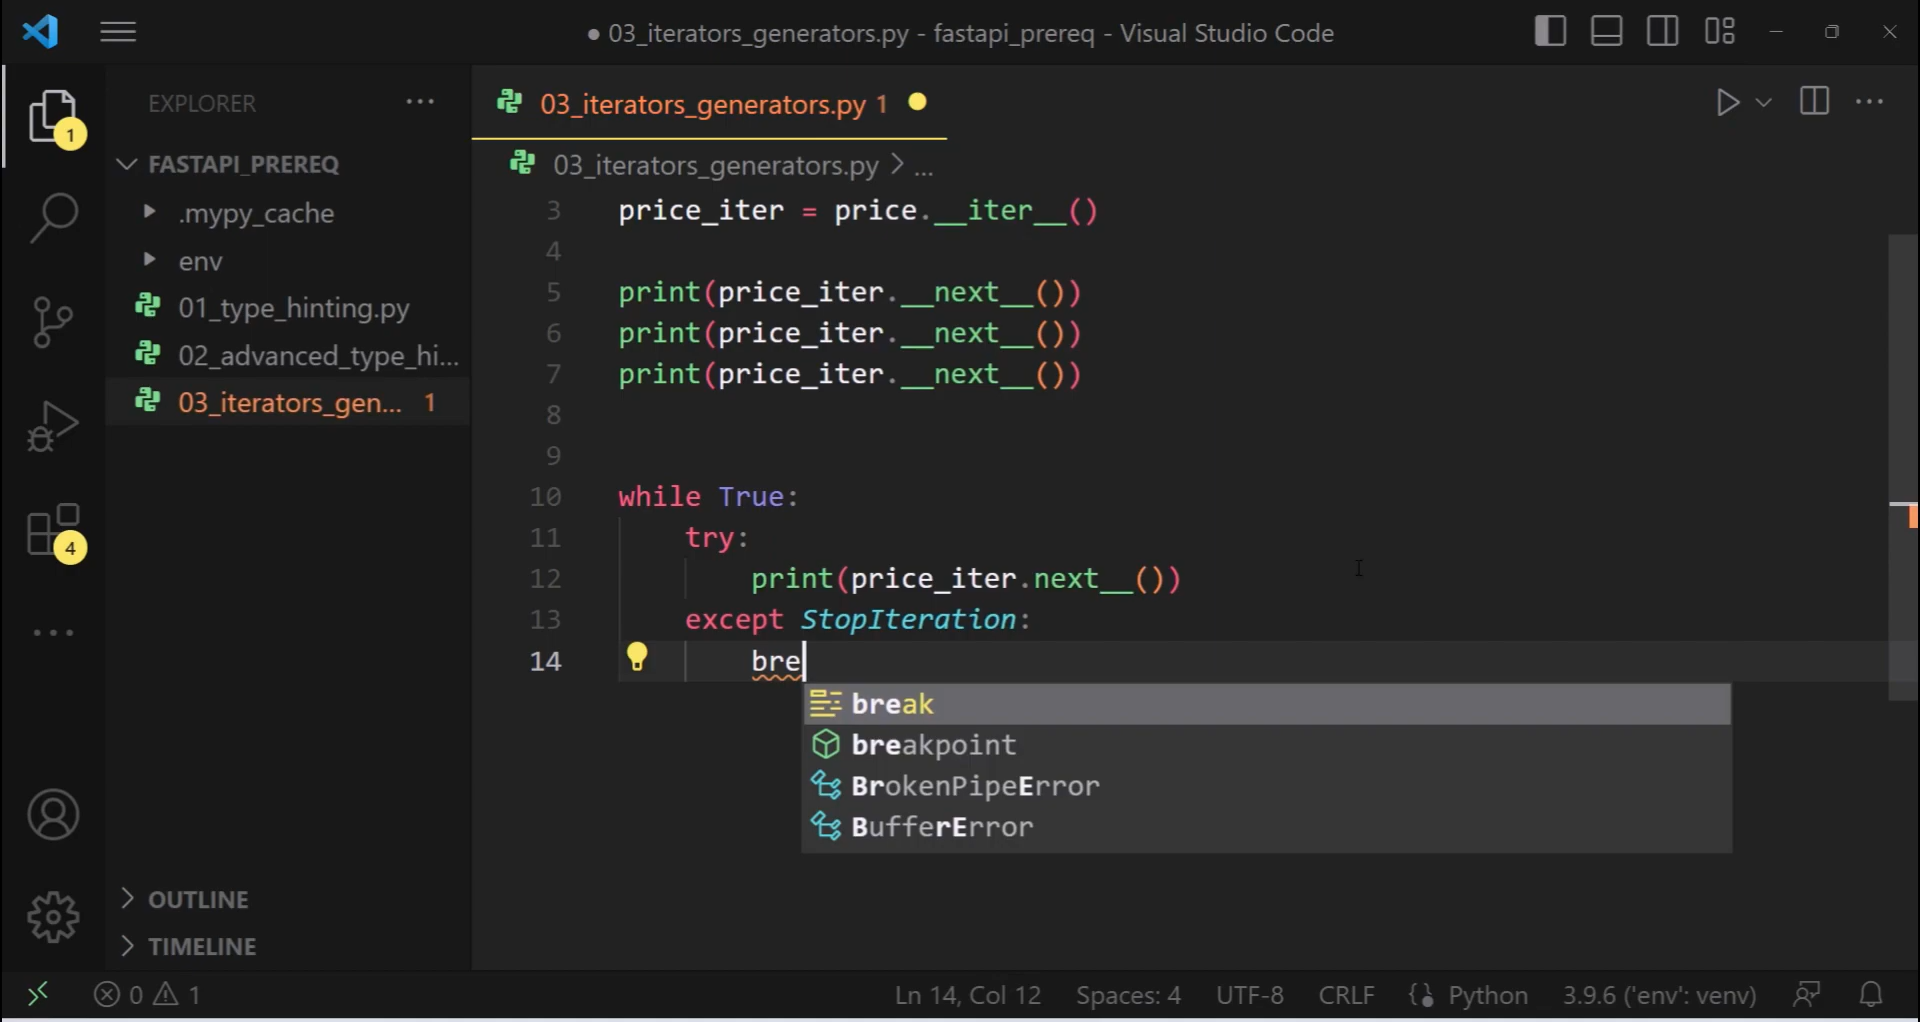 ● 03_iterators_generators.py - fastapi_prereq - Visual Studio Code
EXPLORER
03_iterators_generators.py 1
1
FASTAPI_PREREQ
03_iterators_generators.py > ...
.mypy_cache
env
01_type_hinting.py
02_advanced_type_hi...
03_iterators_gen... 1
3 price_iter = price.__iter__()
4
5 print(price_iter.__next__())
6 print(price_iter.__next__())
7 print(price_iter.__next__())
8
9
10 while True:
11 try:
12 print(price_iter.next__())
13 except StopIteration:
14 bre
break
breakpoint
BrokenPipeError
BufferError
4
OUTLINE
TIMELINE
0 1
Ln 14, Col 12 Spaces: 4 UTF-8 CRLF Python 3.9.6 ('env': venv)